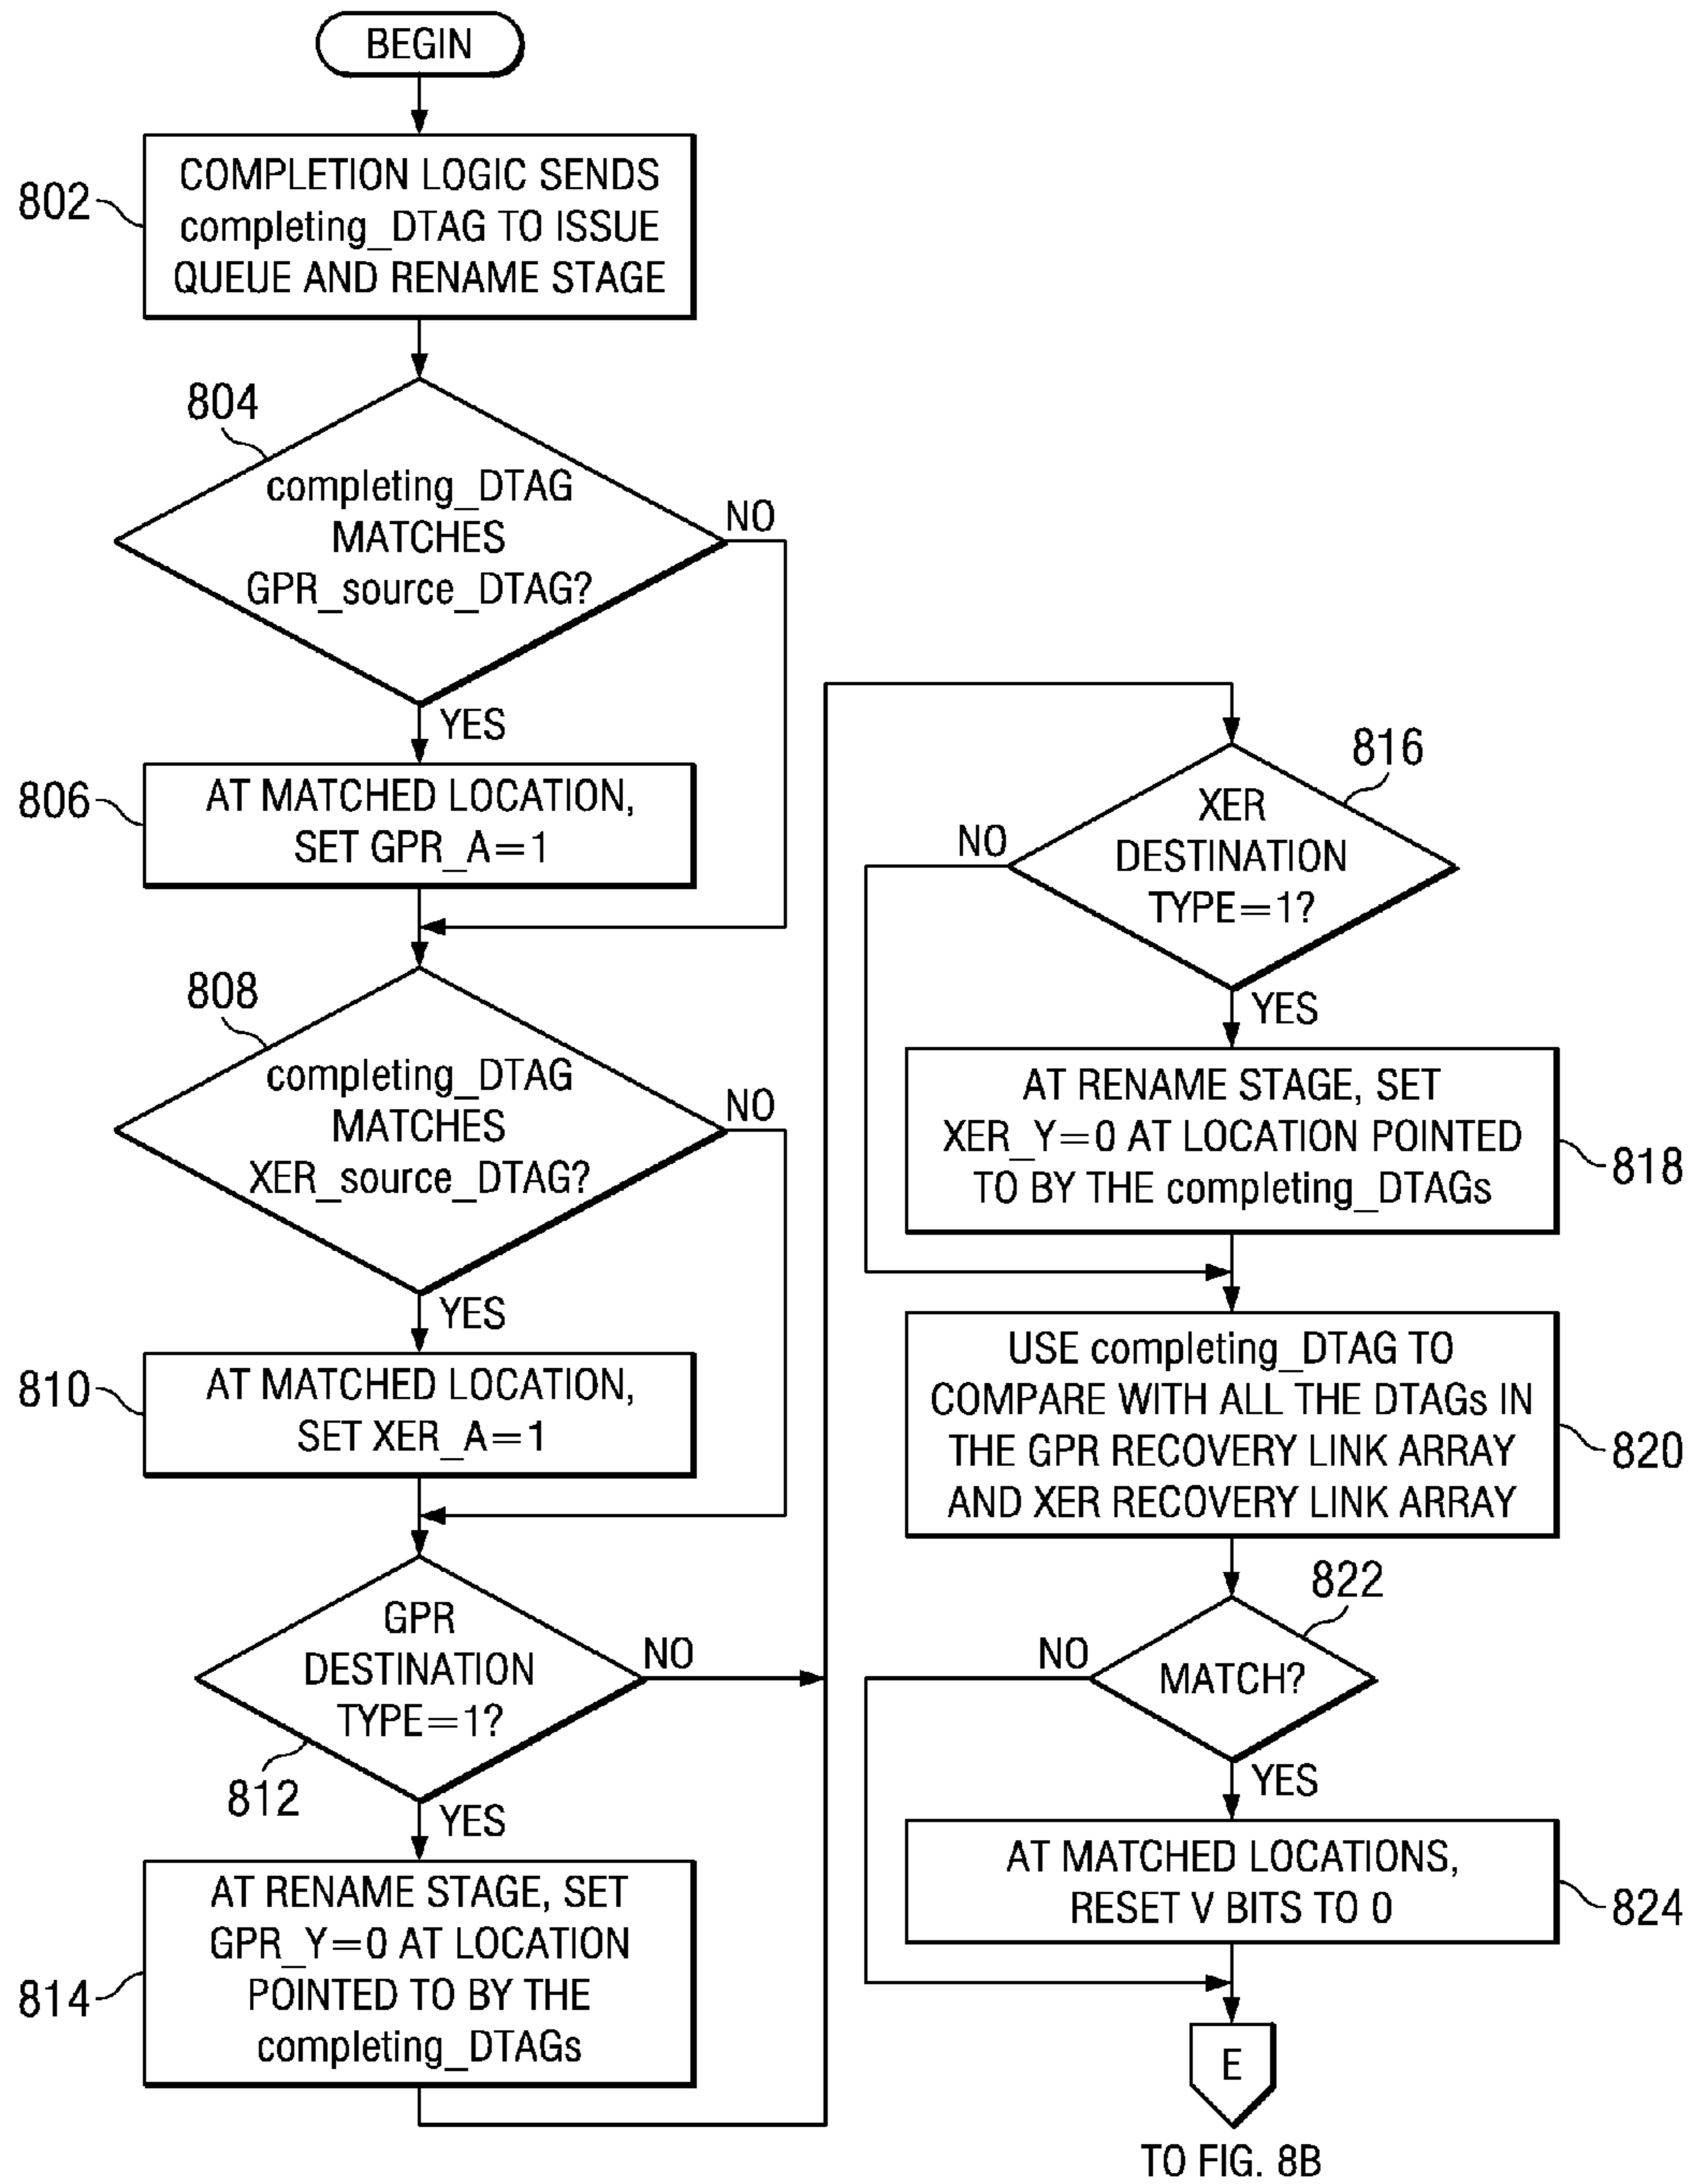 BEGIN
802
COMPLETION LOGIC SENDS
completing_DTAG TO ISSUE
QUEUE AND RENAME STAGE
804
completing_DTAG
MATCHES
GPR_source_DTAG?
NO
YES
806
AT MATCHED LOCATION,
SET GPR_A=1
808
completing_DTAG
MATCHES
XER_source_DTAG?
NO
YES
810
AT MATCHED LOCATION,
SET XER_A=1
GPR
DESTINATION
TYPE=1?
NO
812
YES
814
AT RENAME STAGE, SET
GPR_Y=0 AT LOCATION
POINTED TO BY THE
completing_DTAGs
816
XER
DESTINATION
TYPE=1?
NO
YES
AT RENAME STAGE, SET
XER_Y=0 AT LOCATION POINTED
TO BY THE completing_DTAGs
818
USE completing_DTAG TO
COMPARE WITH ALL THE DTAGs IN
THE GPR RECOVERY LINK ARRAY
AND XER RECOVERY LINK ARRAY
820
822
NO
MATCH?
YES
AT MATCHED LOCATIONS,
RESET V BITS TO 0
824
E
TO FIG. 8B